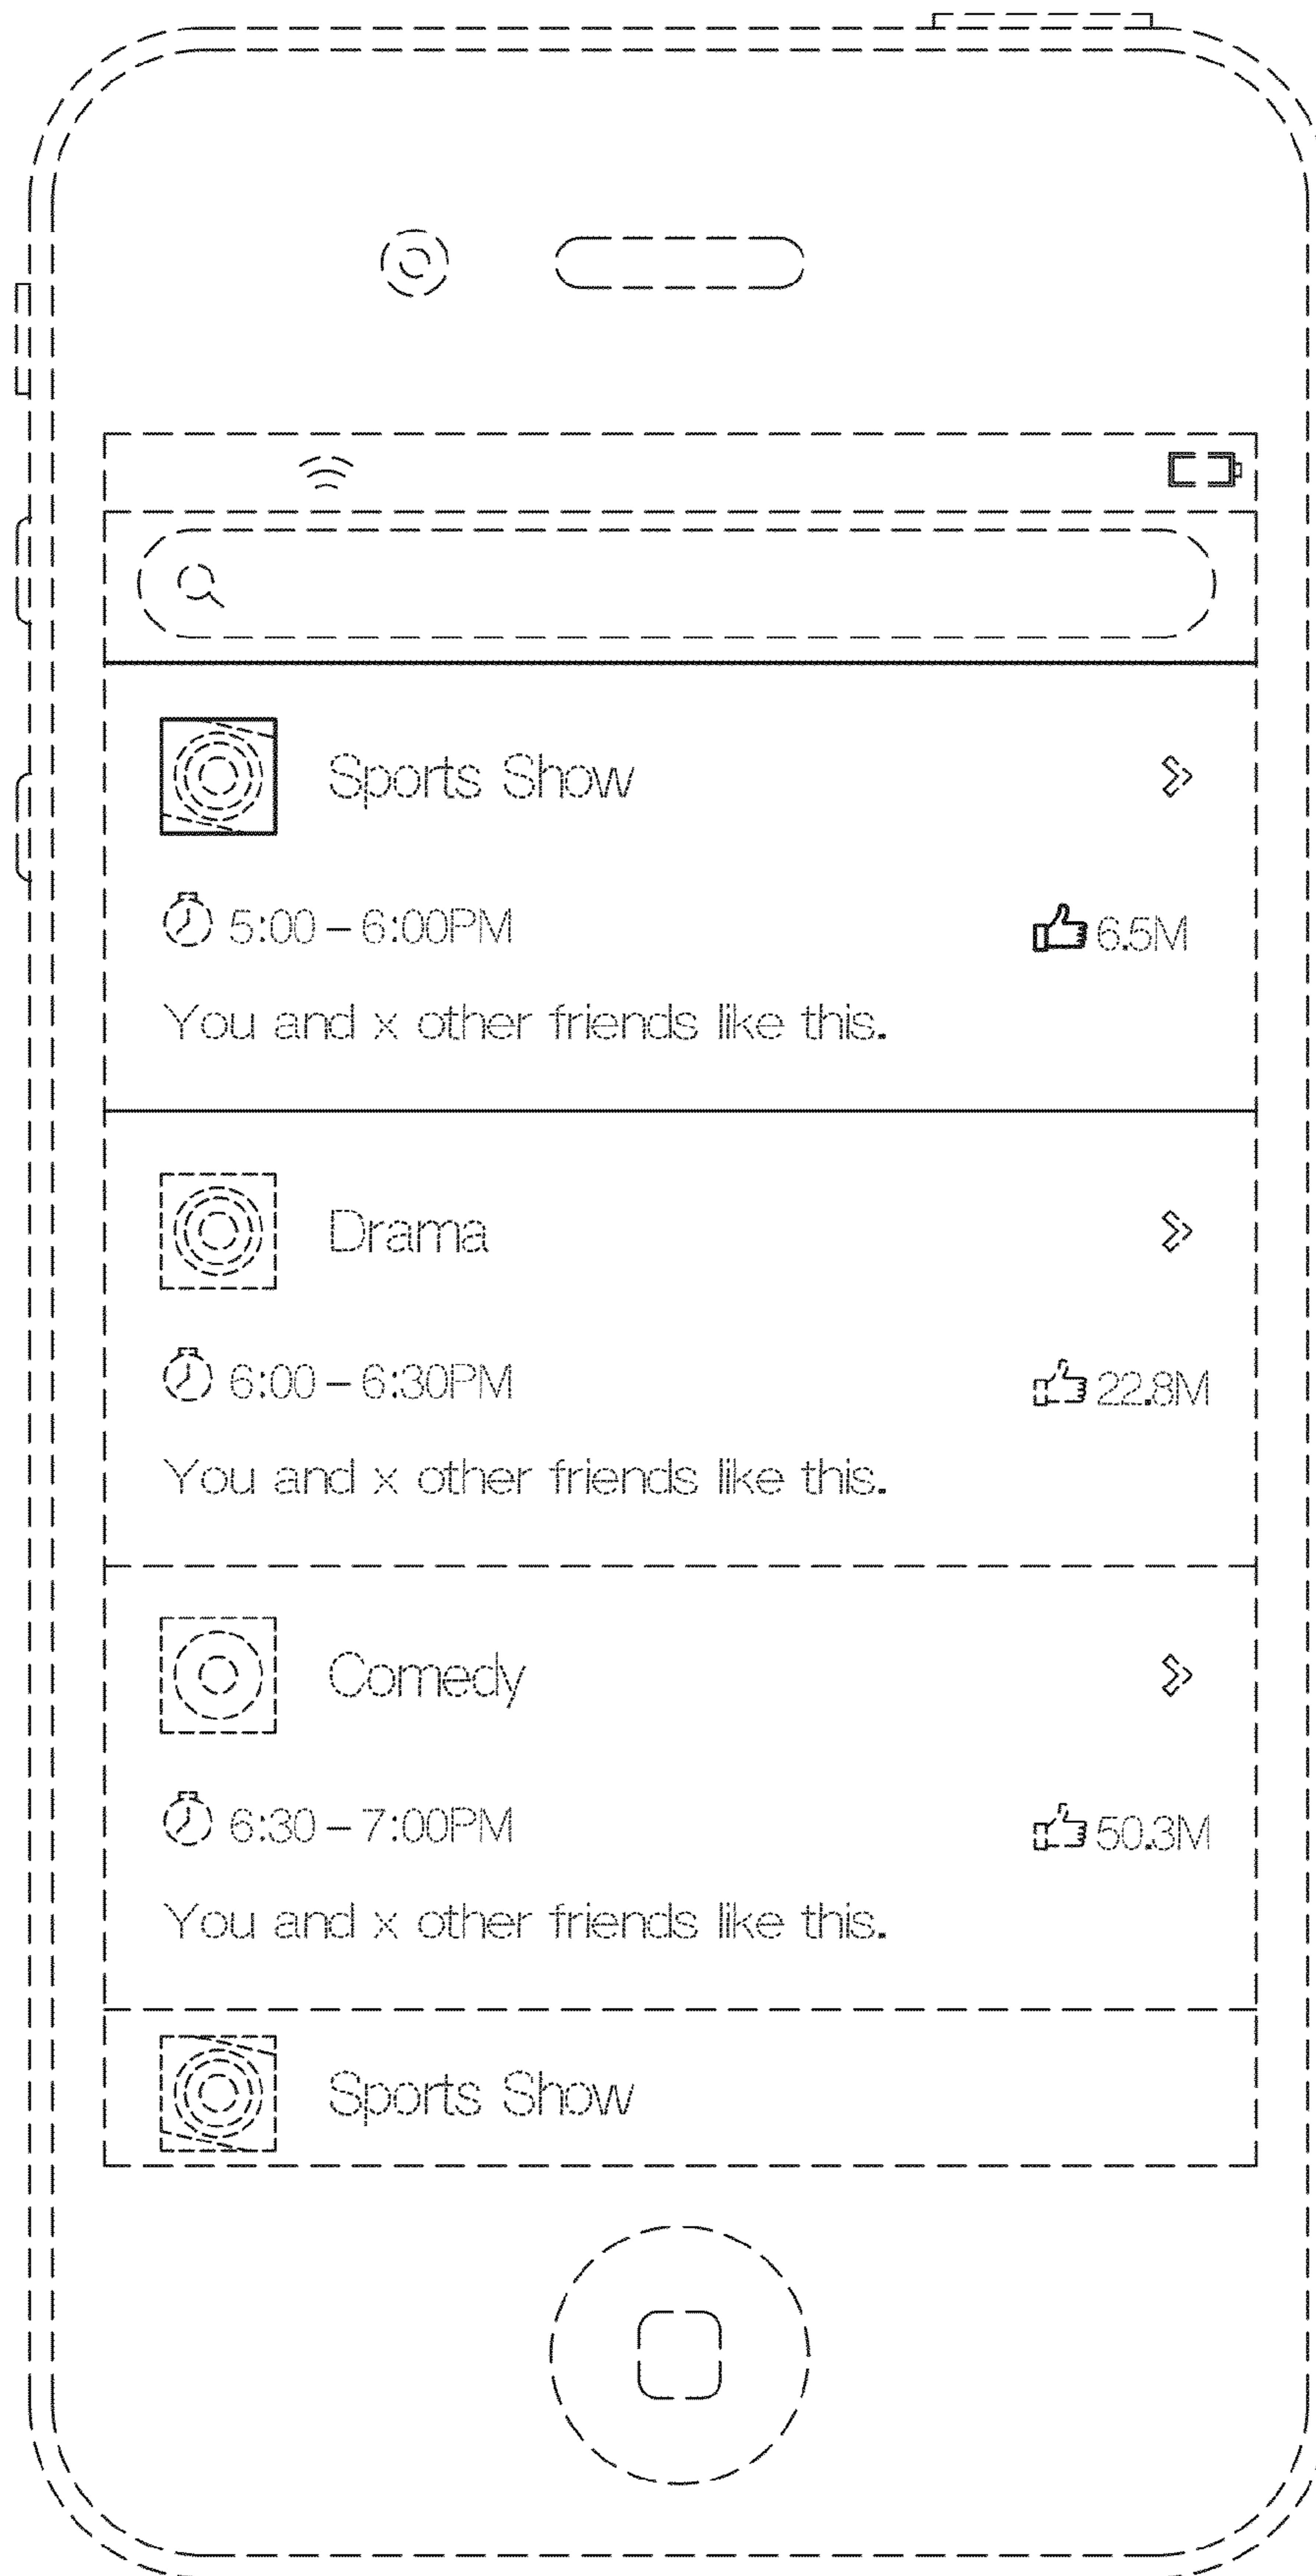 Sports Show
5:00 – 6:00PM 6.5M
You and x other friends like this.
Drama
6:00 – 6:30PM 22.8M
You and x other friends like this.
Comedy
6:30 – 7:00PM 50.3M
You and x other friends like this.
Sports Show